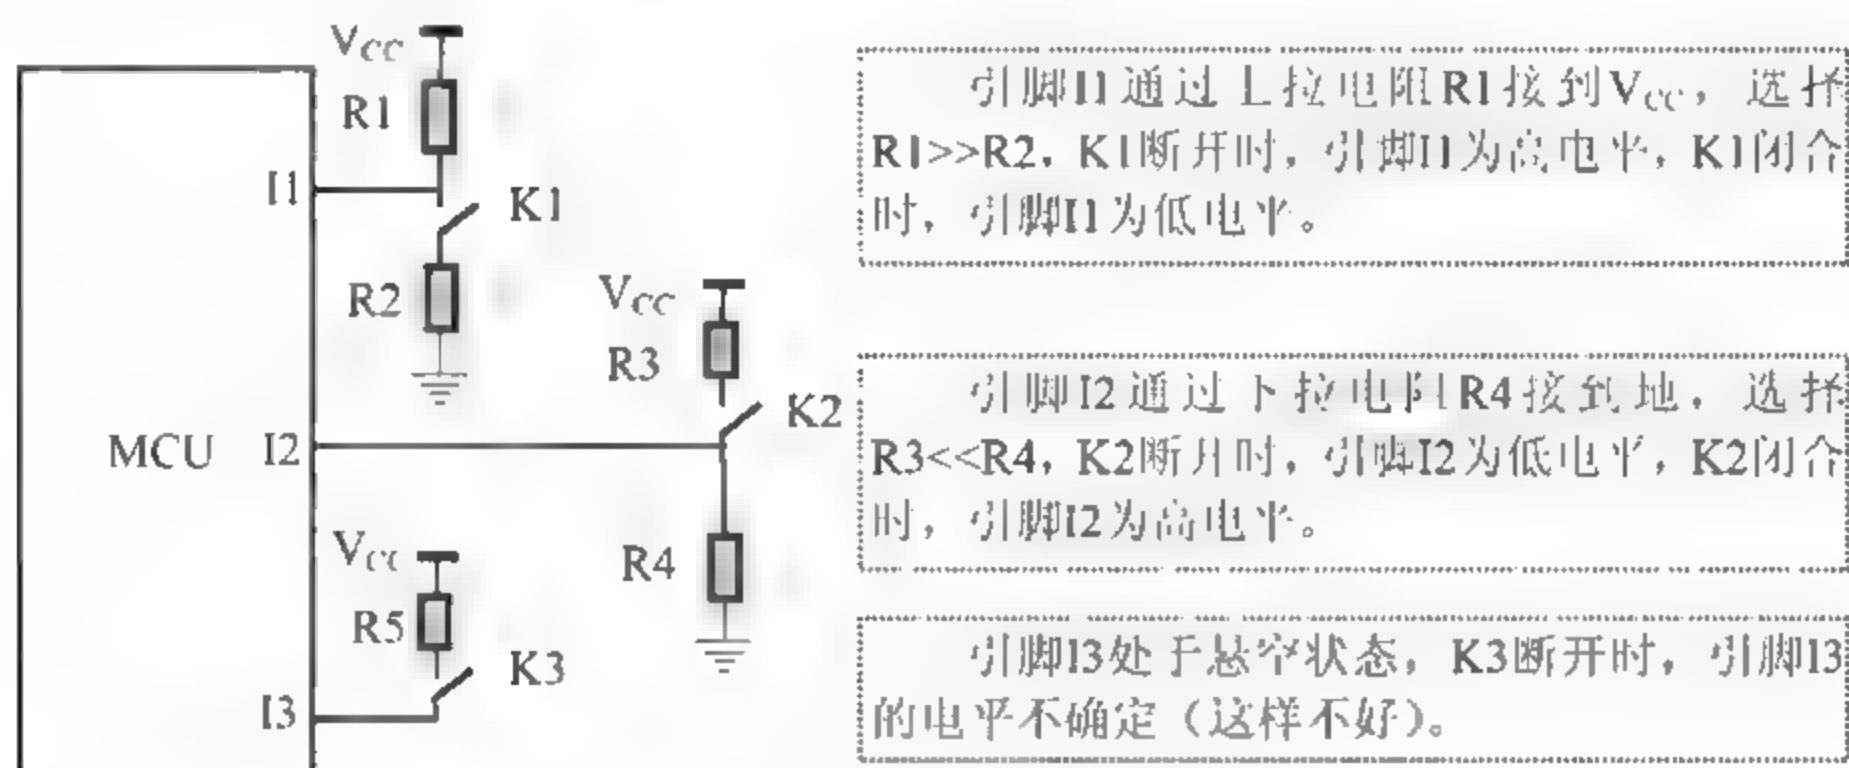 V_CC
R1
I1
K1
R2
V_CC
R3
K2
MCU
I2
R4
V_CC
R5
K3
I3
引脚I1通过上拉电阻R1接到V_CC，选择
R1>>R2，K1断开时，引脚I1为高电平，K1闭合
时，引脚I1为低电平。
引脚I2通过下拉电阻R4接到地，选择
R3<<R4，K2断开时，引脚I2为低电平，K2闭合
时，引脚I2为高电平。
引脚I3处于悬空状态，K3断开时，引脚I3
的电平不确定（这样不好）。